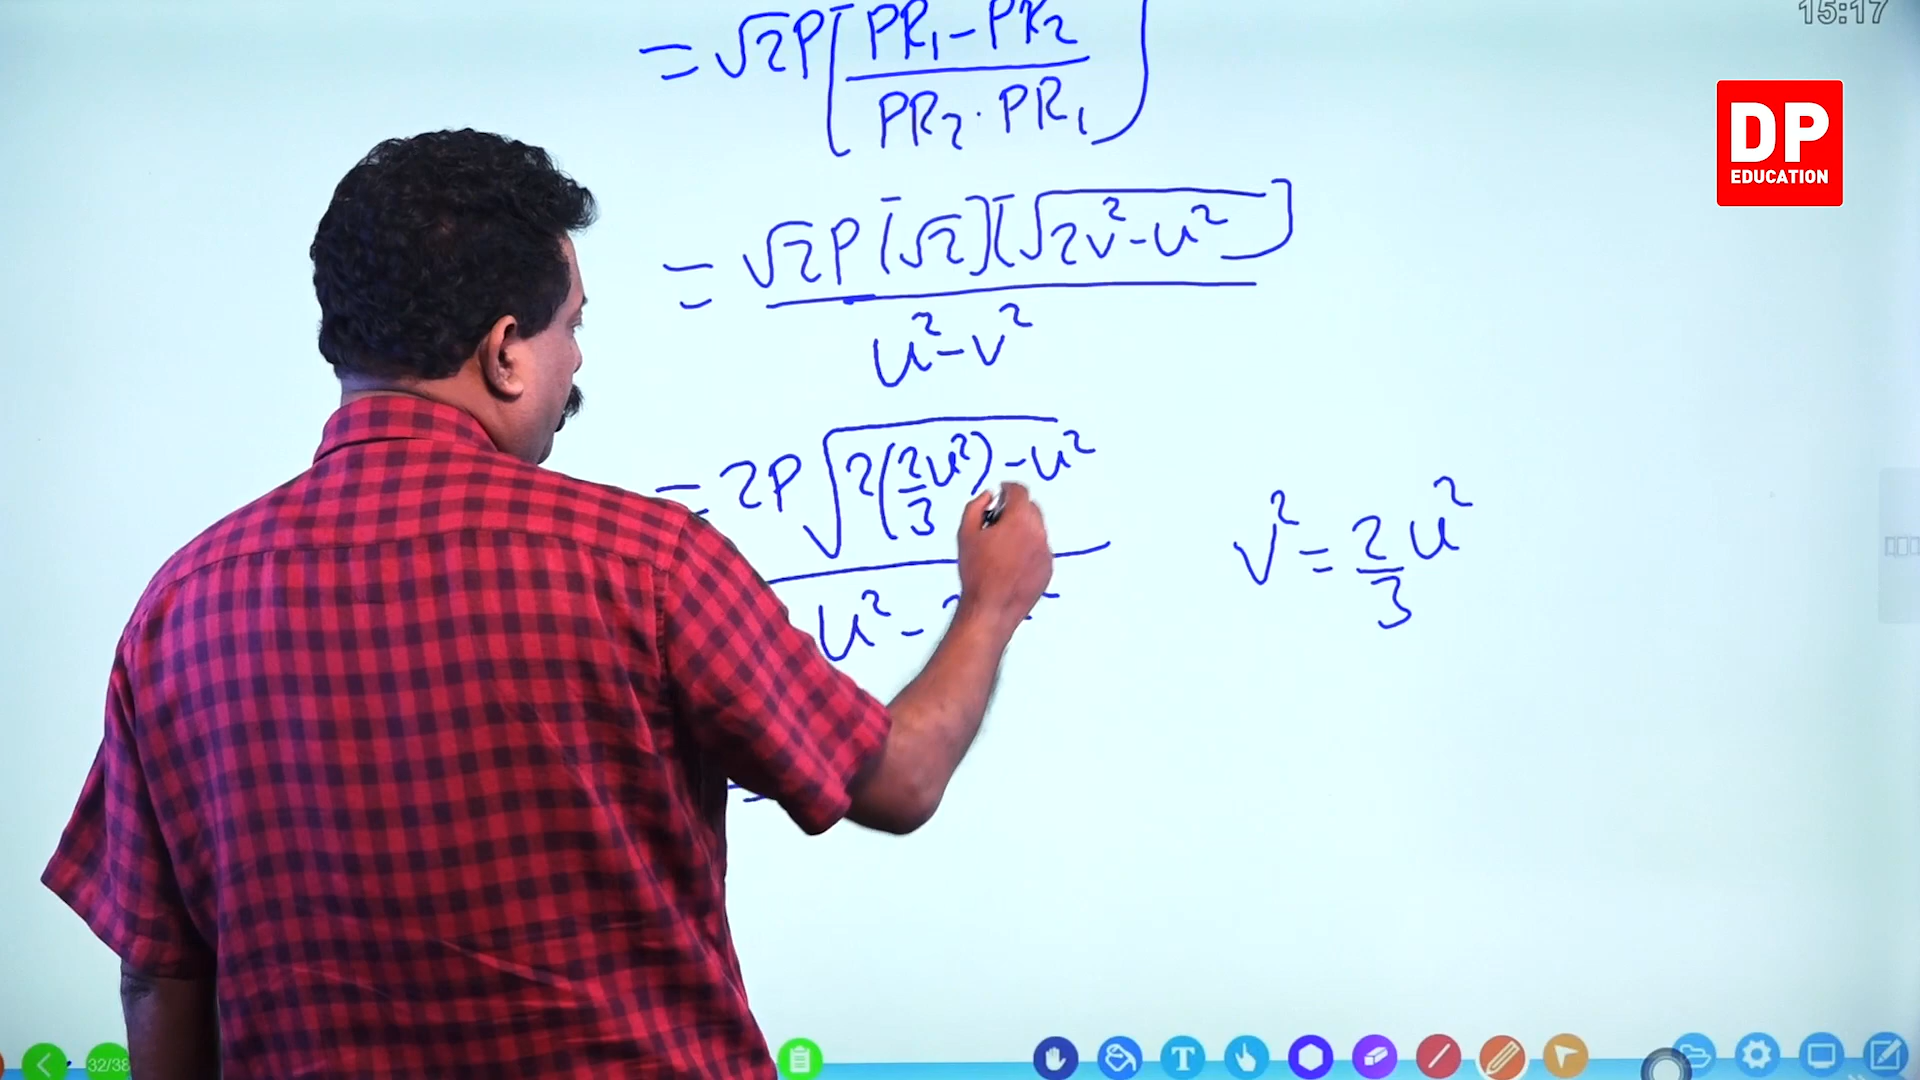 15:17
= √2P[(PR₁ - PR₂)/(PR₂ · PR₁)]
DP
EDUCATION
= √2P[√2][√(2v² - u²)]/(u² - v²)
= 2P√(2(2/3 u²) - u²)/(u² -
v² = 2/3 u²
32/38
T